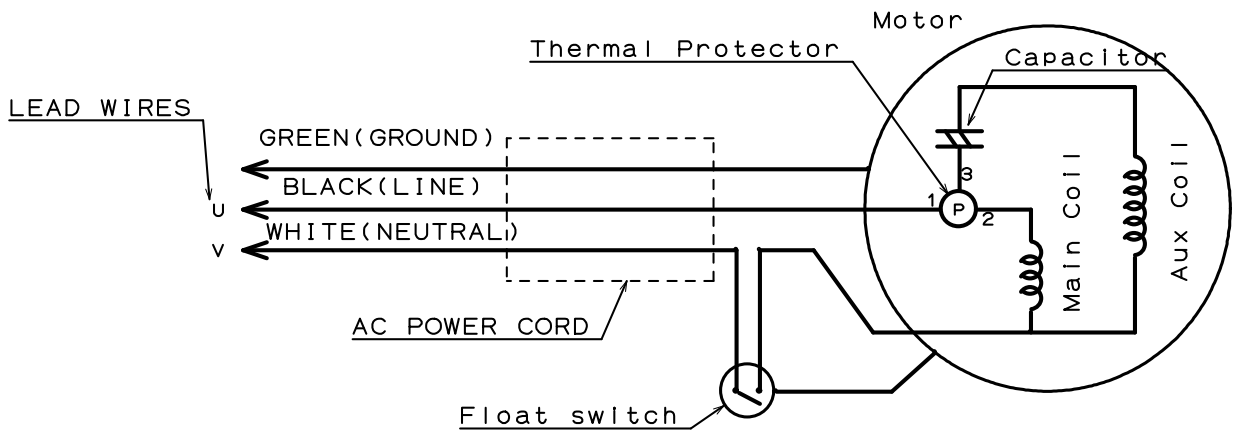 Motor
Thermal Protector
Capacitor
LEAD WIRES
GREEN(GROUND)
BLACK(LINE)
U
WHITE(NEUTRAL)
V
3
1
P
2
Main Coil
Aux Coil
AC POWER CORD
Float switch